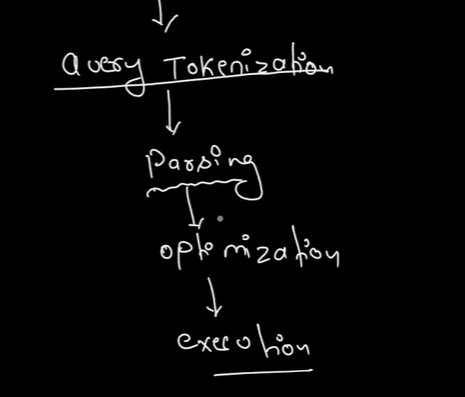 Query Tokenization
Parsing
optimization
execution